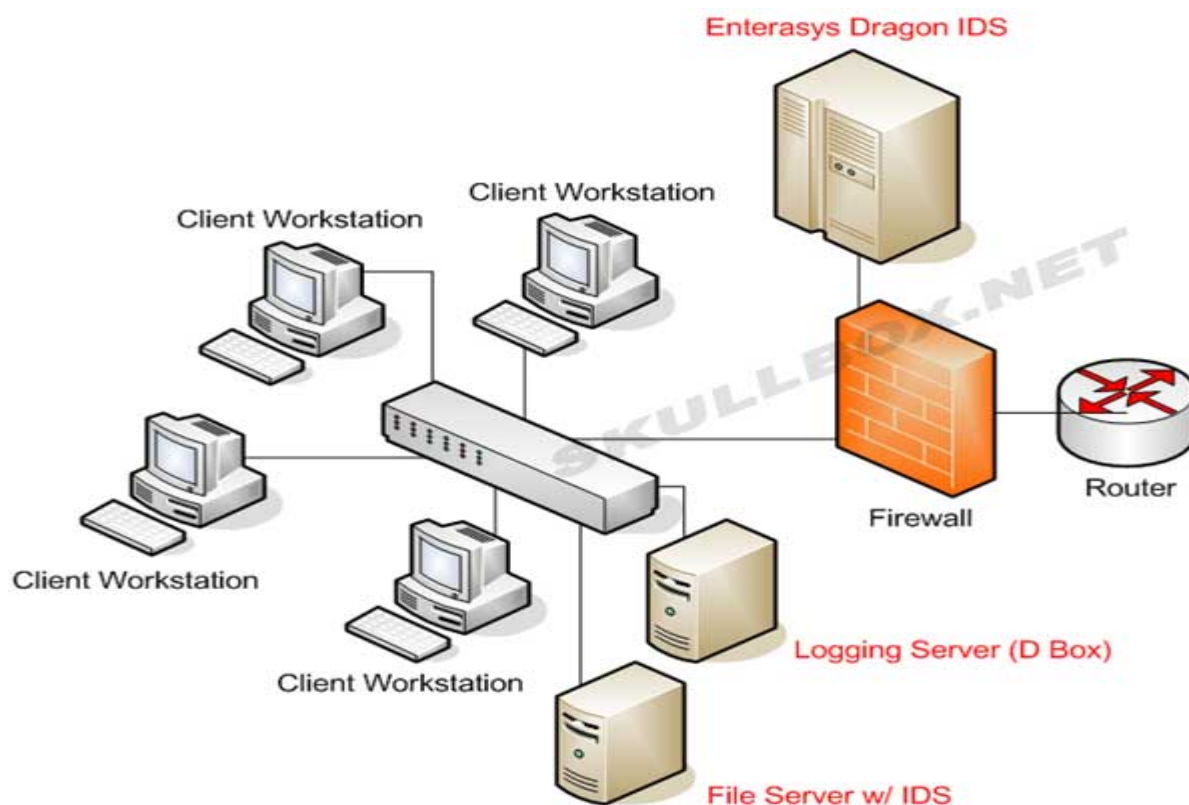 Enterasys Dragon IDS
Client Workstation
Client Workstation
SKULLBOX.NET
Router
Firewall
Client Workstation
Logging Server (D Box)
Client Workstation
File Server w/ IDS